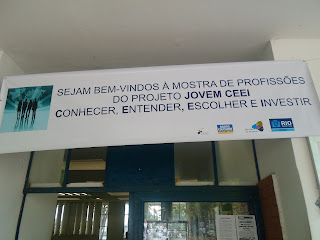 SEJAM BEM-VINDOS À MOSTRA DE PROFISSÕES
DO PROJETO JOVEM CEEI
CONHECER, ENTENDER, ESCOLHER E INVESTIR
RIO